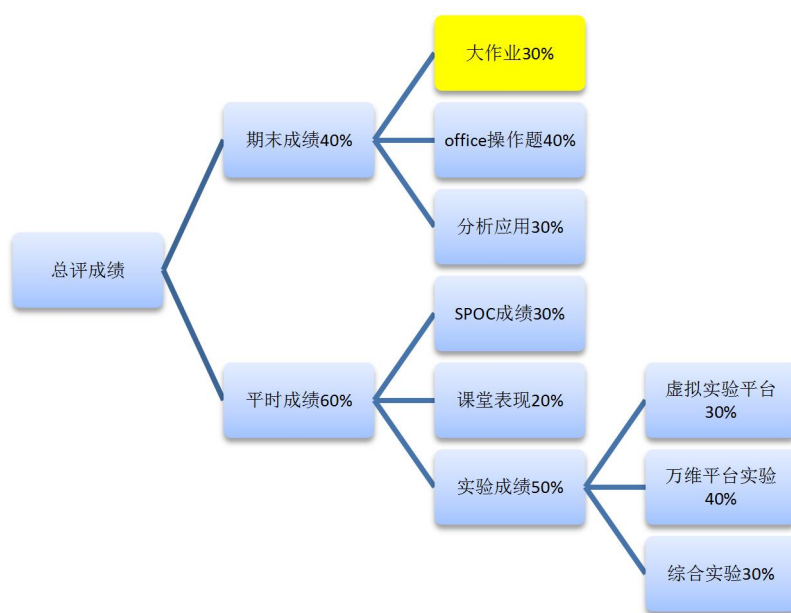 总评成绩
期末成绩40%
大作业30%
office操作题40%
分析应用30%
平时成绩60%
SPOC成绩30%
课堂表现20%
实验成绩50%
虚拟实验平台
30%
万维平台实验
40%
综合实验30%